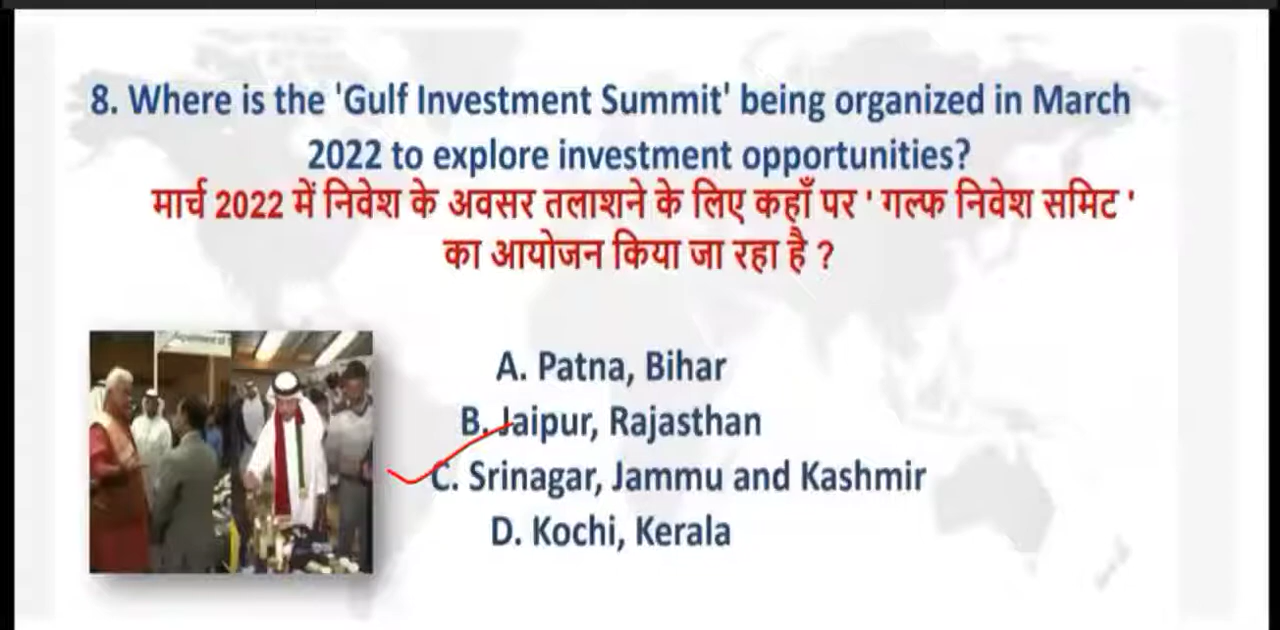 8. Where is the 'Gulf Investment Summit' being organized in March
2022 to explore investment opportunities?
मार्च 2022 में निवेश के अवसर तलाशने के लिए कहाँ पर ' गल्फ निवेश समिट '
का आयोजन किया जा रहा है ?
A. Patna, Bihar
B. Jaipur, Rajasthan
C. Srinagar, Jammu and Kashmir
D. Kochi, Kerala